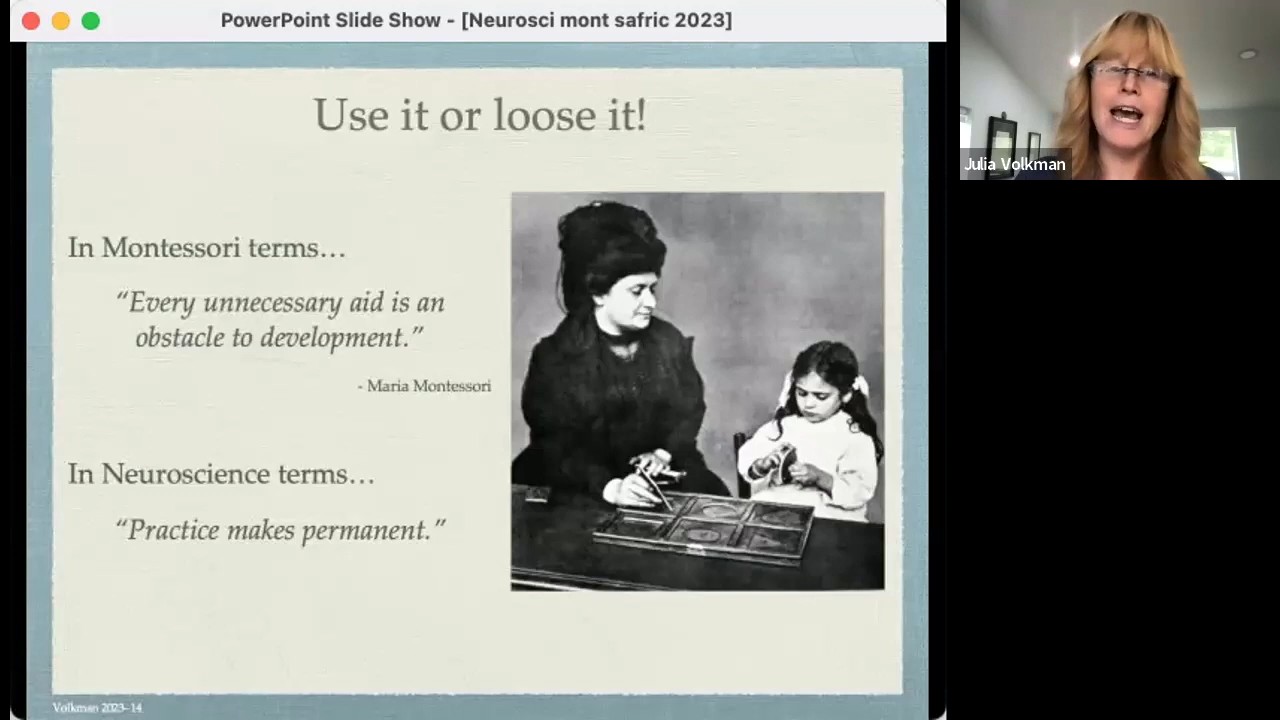 PowerPoint Slide Show - [Neurosci mont safric 2023]
Use it or loose it!
In Montessori terms…
“Every unnecessary aid is an
obstacle to development.”
- Maria Montessori
In Neuroscience terms…
“Practice makes permanent.”
Volkman 2023-14
Julia Volkman